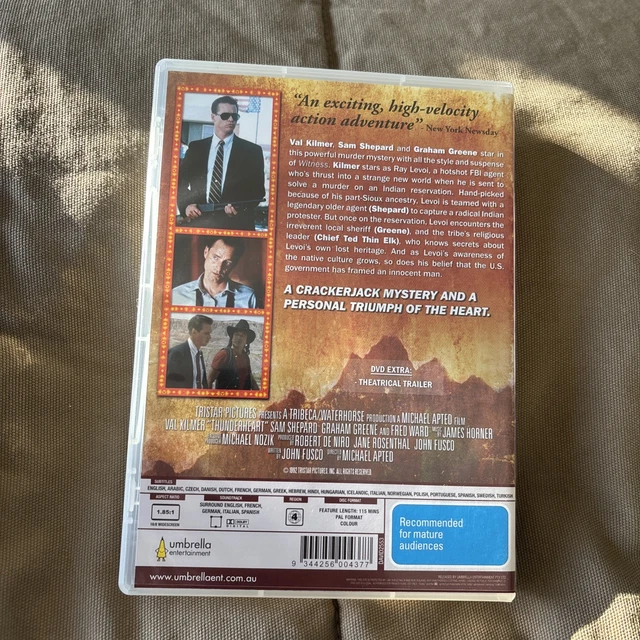 "An exciting, high-velocity
action adventure" - New York Newsday
Val Kilmer, Sam Shepard and Graham Greene star in
this powerful murder mystery with all the style and suspense
of Witness. Kilmer stars as Ray Levoi, a hotshot FBI agent
who's thrust into a strange new world when he is sent to
solve a murder on an Indian reservation. Hand-picked
because of his part-Sioux ancestry, Levoi is teamed with a
legendary older agent (Shepard) to capture a radical Indian
protester. But once on the reservation, Levoi encounters the
irreverent local sheriff (Greene), and the tribe's religious
leader (Chief Ted Thin Elk), who knows secrets about
Levoi's own lost heritage. And as Levoi's awareness of
the native culture grows, so does his belief that the U.S.
government has framed an innocent man.
A CRACKERJACK MYSTERY AND A
PERSONAL TRIUMPH OF THE HEART.
DVD EXTRA:
- THEATRICAL TRAILER
TRISTAR PICTURES PRESENTS A TRIBECA/WATERHORSE PRODUCTION A MICHAEL APTED FILM
VAL KILMER "THUNDERHEART" SAM SHEPARD GRAHAM GREENE AND FRED WARD MUSIC BY JAMES HORNER
MICHAEL NOZIK PRODUCED BY ROBERT DE NIRO JANE ROSENTHAL JOHN FUSCO
WRITTEN BY JOHN FUSCO DIRECTED BY MICHAEL APTED
© 1992 TRISTAR PICTURES, INC. ALL RIGHTS RESERVED.
SUBTITLES
ENGLISH, ARABIC, CZECH, DANISH, DUTCH, FRENCH, GERMAN, GREEK, HEBREW, HINDI, HUNGARIAN, ICELANDIC, ITALIAN, NORWEGIAN, POLISH, PORTUGUESE, SPANISH, SWEDISH, TURKISH
ASPECT RATIO
SOUNDTRACK
REGION
DISC FORMAT
1.85:1
16:9 WIDESCREEN
SURROUND ENGLISH, FRENCH,
GERMAN, ITALIAN, SPANISH
DOLBY DIGITAL
4
FEATURE LENGTH: 115 MINS
PAL FORMAT
COLOUR
Recommended
for mature
audiences
umbrella
entertainment
9 344256 004377
www.umbrellaent.com.au